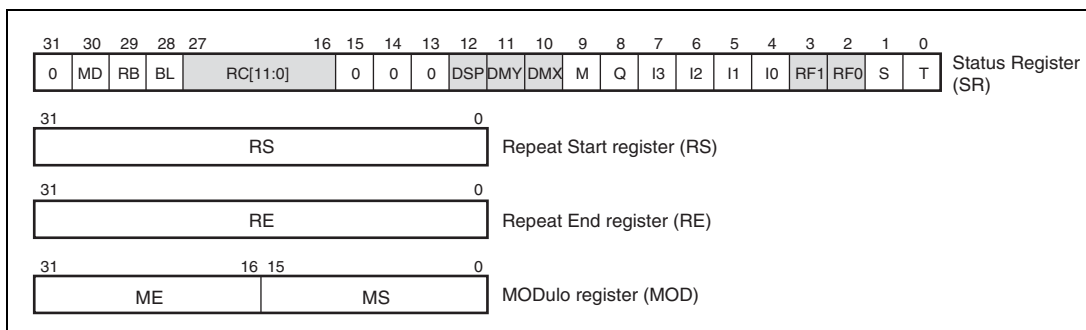 31 30 29 28 27 16 15 14 13 12 11 10 9 8 7 6 5 4 3 2 1 0
0 MD RB BL RC[11:0] 0 0 0 DSP DMY DMX M Q I3 I2 I1 I0 RF1 RF0 S T
Status Register
(SR)
31 0
RS Repeat Start register (RS)
31 0
RE Repeat End register (RE)
31 16 15 0
ME MS MODulo register (MOD)